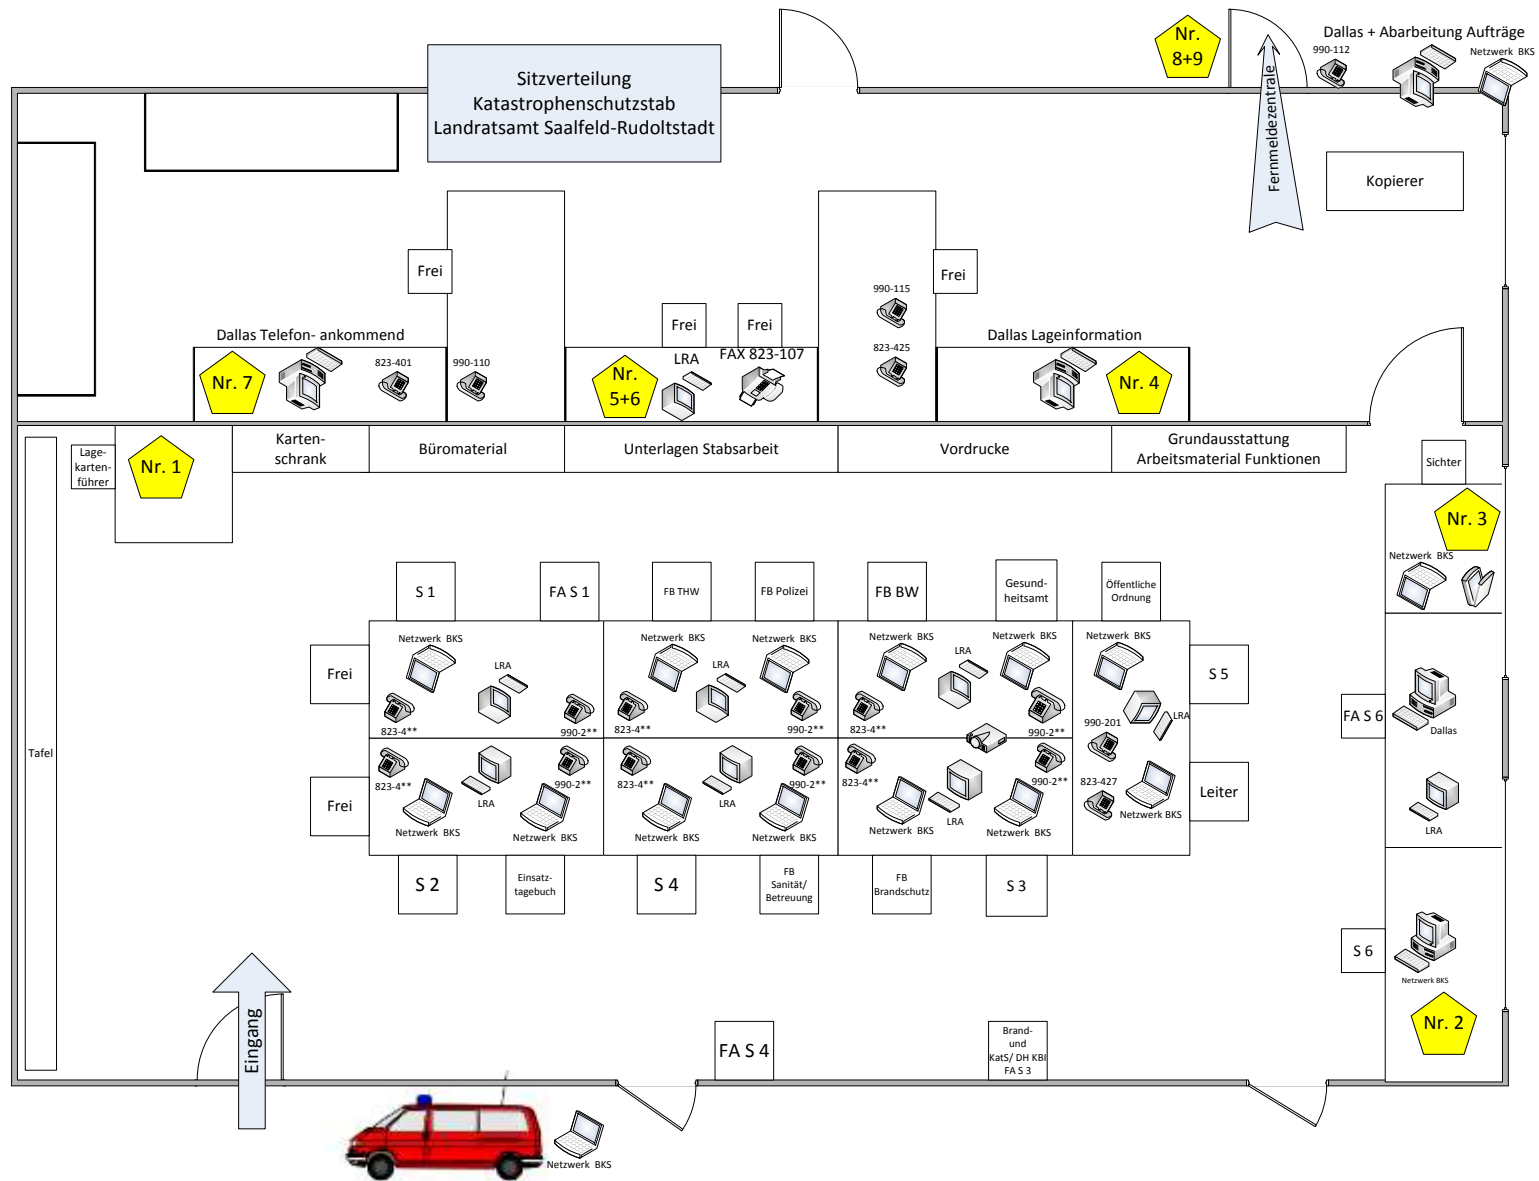 Nr.
8+9
Dallas + Abarbeitung Aufträge
990-112
Netzwerk BKS
Sitzverteilung
Katastrophenschutzstab
Landratsamt Saalfeld-Rudoltstadt
Fernmeldezentrale
Kopierer
Frei
Frei
990-115
Frei
Frei
Dallas Telefon- ankommend
Dallas Lageinformation
LRA
FAX 823-107
823-425
Nr. 7
823-401
990-110
Nr.
5+6
Nr. 4
Lage-
karten-
führer
Nr. 1
Karten-
schrank
Büromaterial
Unterlagen Stabsarbeit
Vordrucke
Grundausstattung
Arbeitsmaterial Funktionen
Sichter
Nr. 3
Netzwerk BKS
S 1
FA S 1
FB THW
FB Polizei
FB BW
Gesund-
heitsamt
Öffentliche
Ordnung
Netzwerk BKS
Netzwerk BKS
Netzwerk BKS
Netzwerk BKS
Netzwerk BKS
Netzwerk BKS
Frei
LRA
LRA
LRA
S 5
823-4**
990-2**
823-4**
990-2**
823-4**
990-2**
990-201
LRA
FA S 6
Dallas
Tafel
Frei
823-4**
990-2**
823-4**
990-2**
823-4**
990-2**
823-427
Leiter
LRA
LRA
LRA
LRA
Netzwerk BKS
Netzwerk BKS
Netzwerk BKS
Netzwerk BKS
Netzwerk BKS
Netzwerk BKS
Netzwerk BKS
S 2
Einsatz-
tagebuch
S 4
FB
Sanität/
Betreuung
FB
Brandschutz
S 3
S 6
Netzwerk BKS
Nr. 2
Eingang
FA S 4
Brand-
und
KatS/ DH KBI
FA S 3
Netzwerk BKS